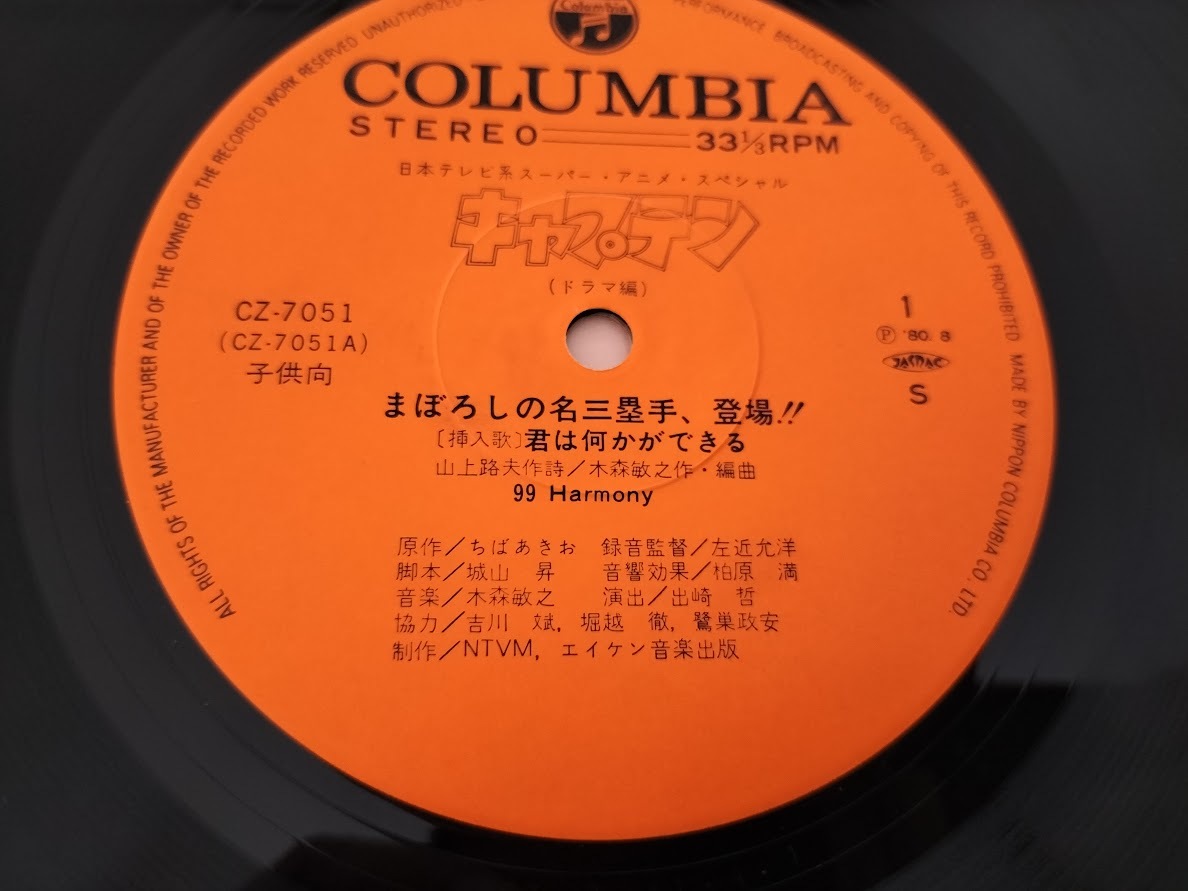 Columbia
COLUMBIA
STEREO 33 1/3 RPM
日本テレビ系スーパー・アニメ・スペシャル
キャプテン
(ドラマ編)
CZ-7051
(CZ-7051A)
子供向
1
Ⓟ '80. 8
JASRAC
S
まぼろしの名三塁手、登場!!
〔挿入歌〕君は何かができる
山上路夫作詩/木森敏之作・編曲
99 Harmony
原作/ちばあきお 録音監督/左近允洋
脚本/城山 昇 音響効果/柏原 満
音楽/木森敏之 演出/出崎 哲
協力/吉川 斌, 堀越 徹, 鷺巣政安
制作/NTVM, エイケン音楽出版
ALL RIGHTS OF THE MANUFACTURER AND OF THE OWNER OF THE RECORDED WORK RESERVED UNAUTHORIZED
PERFORMANCE BROADCASTING AND COPYING OF THIS RECORD PROHIBITED MADE BY NIPPON COLUMBIA CO., LTD.